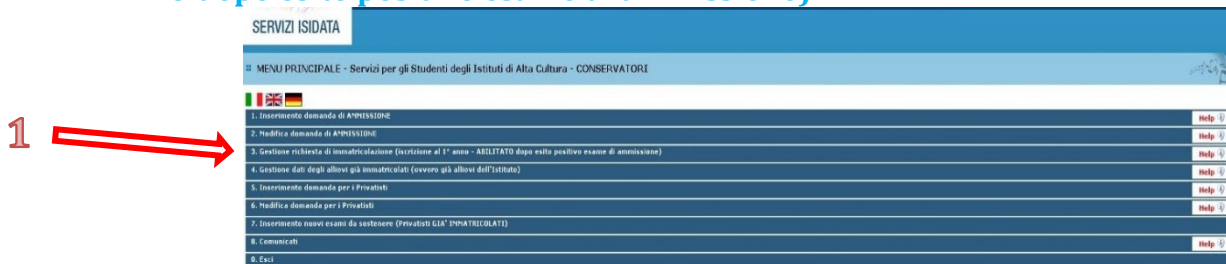 SERVIZI ISIDATA
MENU PRINCIPALE - Servizi per gli Studenti degli Istituti di Alta Cultura - CONSERVATORI
1. Inserimento domanda di AMMISSIONE
Help
2. Modifica domanda di AMMISSIONE
Help
1
3. Gestione richiesta di immatricolazione (iscrizione al 1° anno - ABILITATO dopo esito positivo esame di ammissione)
Help
4. Gestione dati degli allievi già immatricolati (ovvero già allievi dell'Istituto)
Help
5. Inserimento domanda per i Privatisti
Help
6. Modifica domanda per i Privatisti
Help
7. Inserimento nuovi esami da sostenere (Privatisti GIA' IMMATRICOLATI)
8. Comunicati
Help
0. Esci